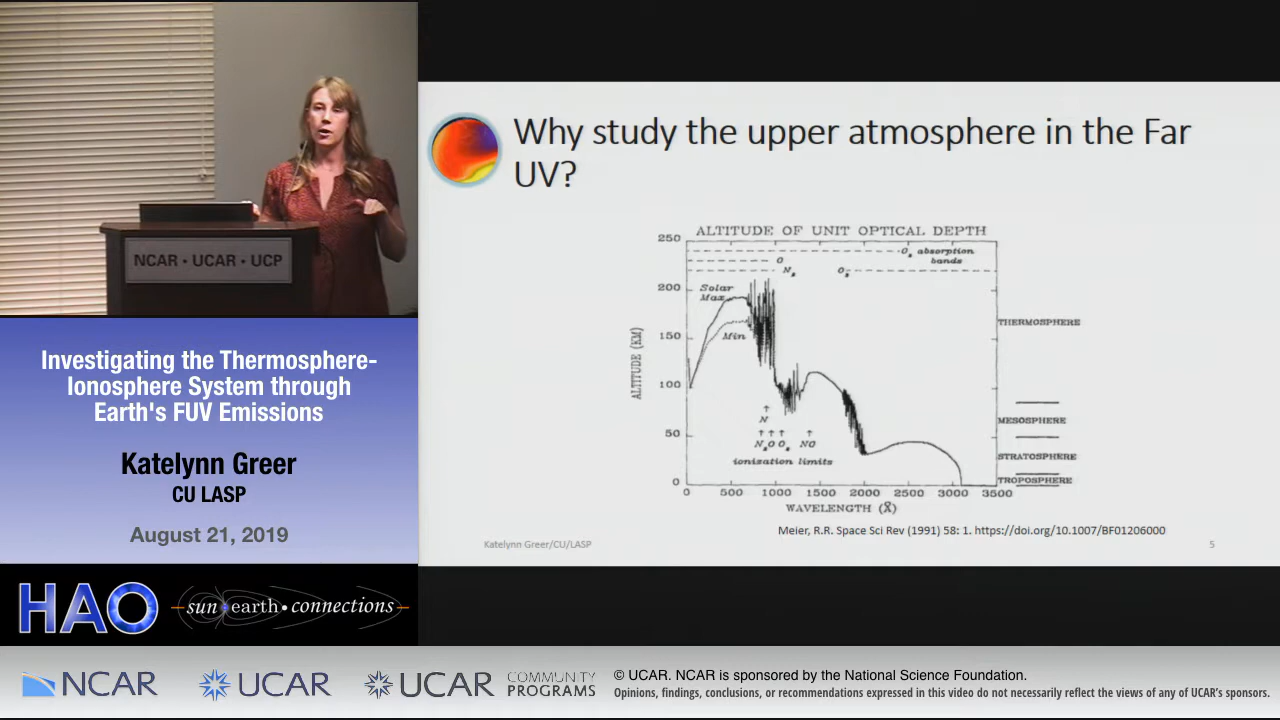 NCAR • UCAR • UCP
Investigating the Thermosphere-
Ionosphere System through
Earth's FUV Emissions
Katelynn Greer
CU LASP
August 21, 2019
HAO
sun•earth•connections
Why study the upper atmosphere in the Far
UV?
ALTITUDE OF UNIT OPTICAL DEPTH
250
200
150
100
50
0
ALTITUDE (KM)
O₃ absorption
bands
O
N₂
O₂
Solar
Max
Min
N
N₂ O O₂ NO
ionization limits
0 500 1000 1500 2000 2500 3000 3500
WAVELENGTH (Å)
THERMOSPHERE
MESOSPHERE
STRATOSPHERE
TROPOSPHERE
Meier, R.R. Space Sci Rev (1991) 58: 1. https://doi.org/10.1007/BF01206000
Katelynn Greer/CU/LASP
5
NCAR
UCAR
UCAR
COMMUNITY
PROGRAMS
© UCAR. NCAR is sponsored by the National Science Foundation.
Opinions, findings, conclusions, or recommendations expressed in this video do not necessarily reflect the views of any of UCAR's sponsors.